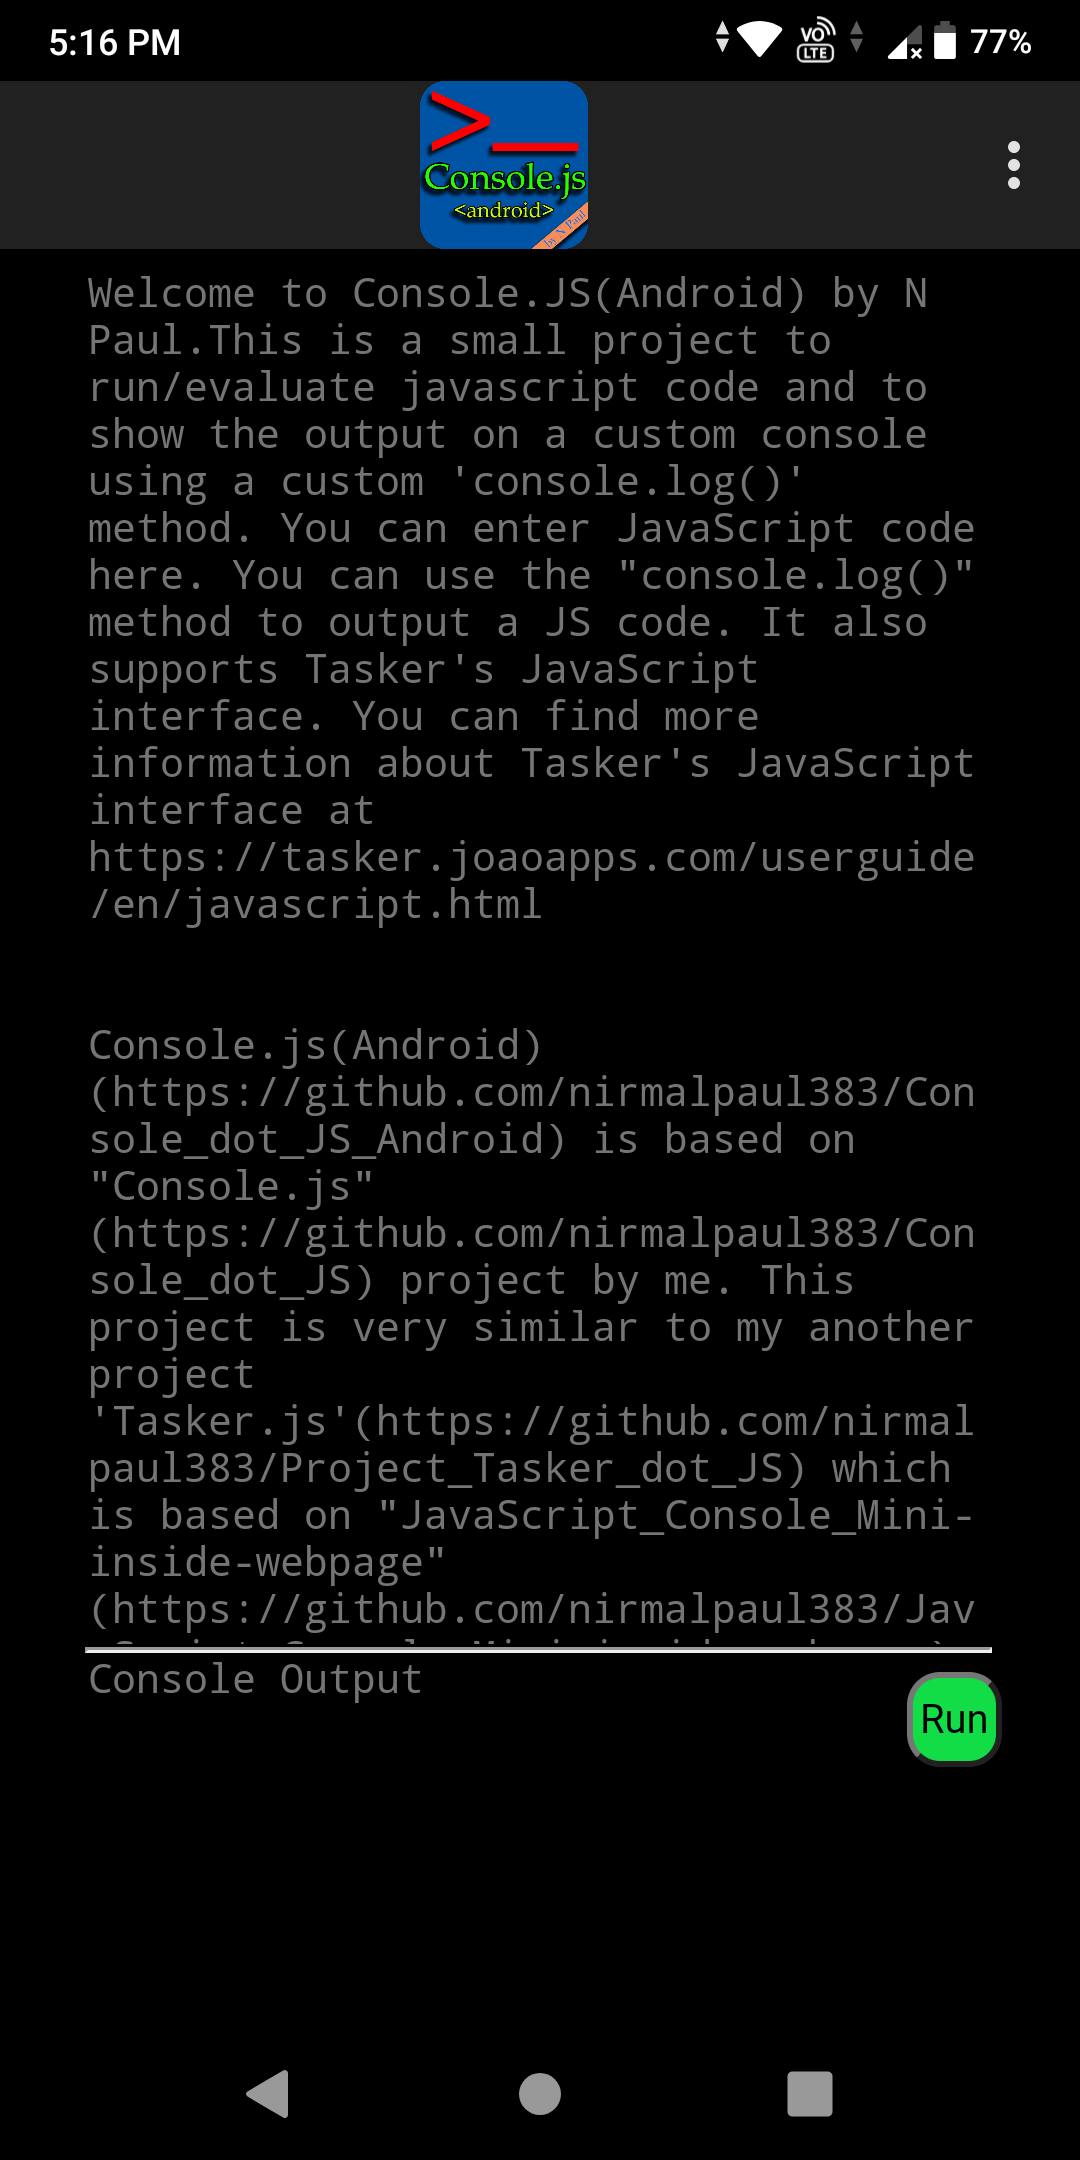 5:16 PM
VO
LTE
77%
>_
Console.js
<android>
by N Paul
Welcome to Console.JS(Android) by N
Paul.This is a small project to
run/evaluate javascript code and to
show the output on a custom console
using a custom 'console.log()'
method. You can enter JavaScript code
here. You can use the "console.log()"
method to output a JS code. It also
supports Tasker's JavaScript
interface. You can find more
information about Tasker's JavaScript
interface at
https://tasker.joaoapps.com/userguide
/en/javascript.html
Console.js(Android)
(https://github.com/nirmalpaul383/Con
sole_dot_JS_Android) is based on
"Console.js"
(https://github.com/nirmalpaul383/Con
sole_dot_JS) project by me. This
project is very similar to my another
project
'Tasker.js'(https://github.com/nirmal
paul383/Project_Tasker_dot_JS) which
is based on "JavaScript_Console_Mini-
inside-webpage"
(https://github.com/nirmalpaul383/Jav
Console Output
Run